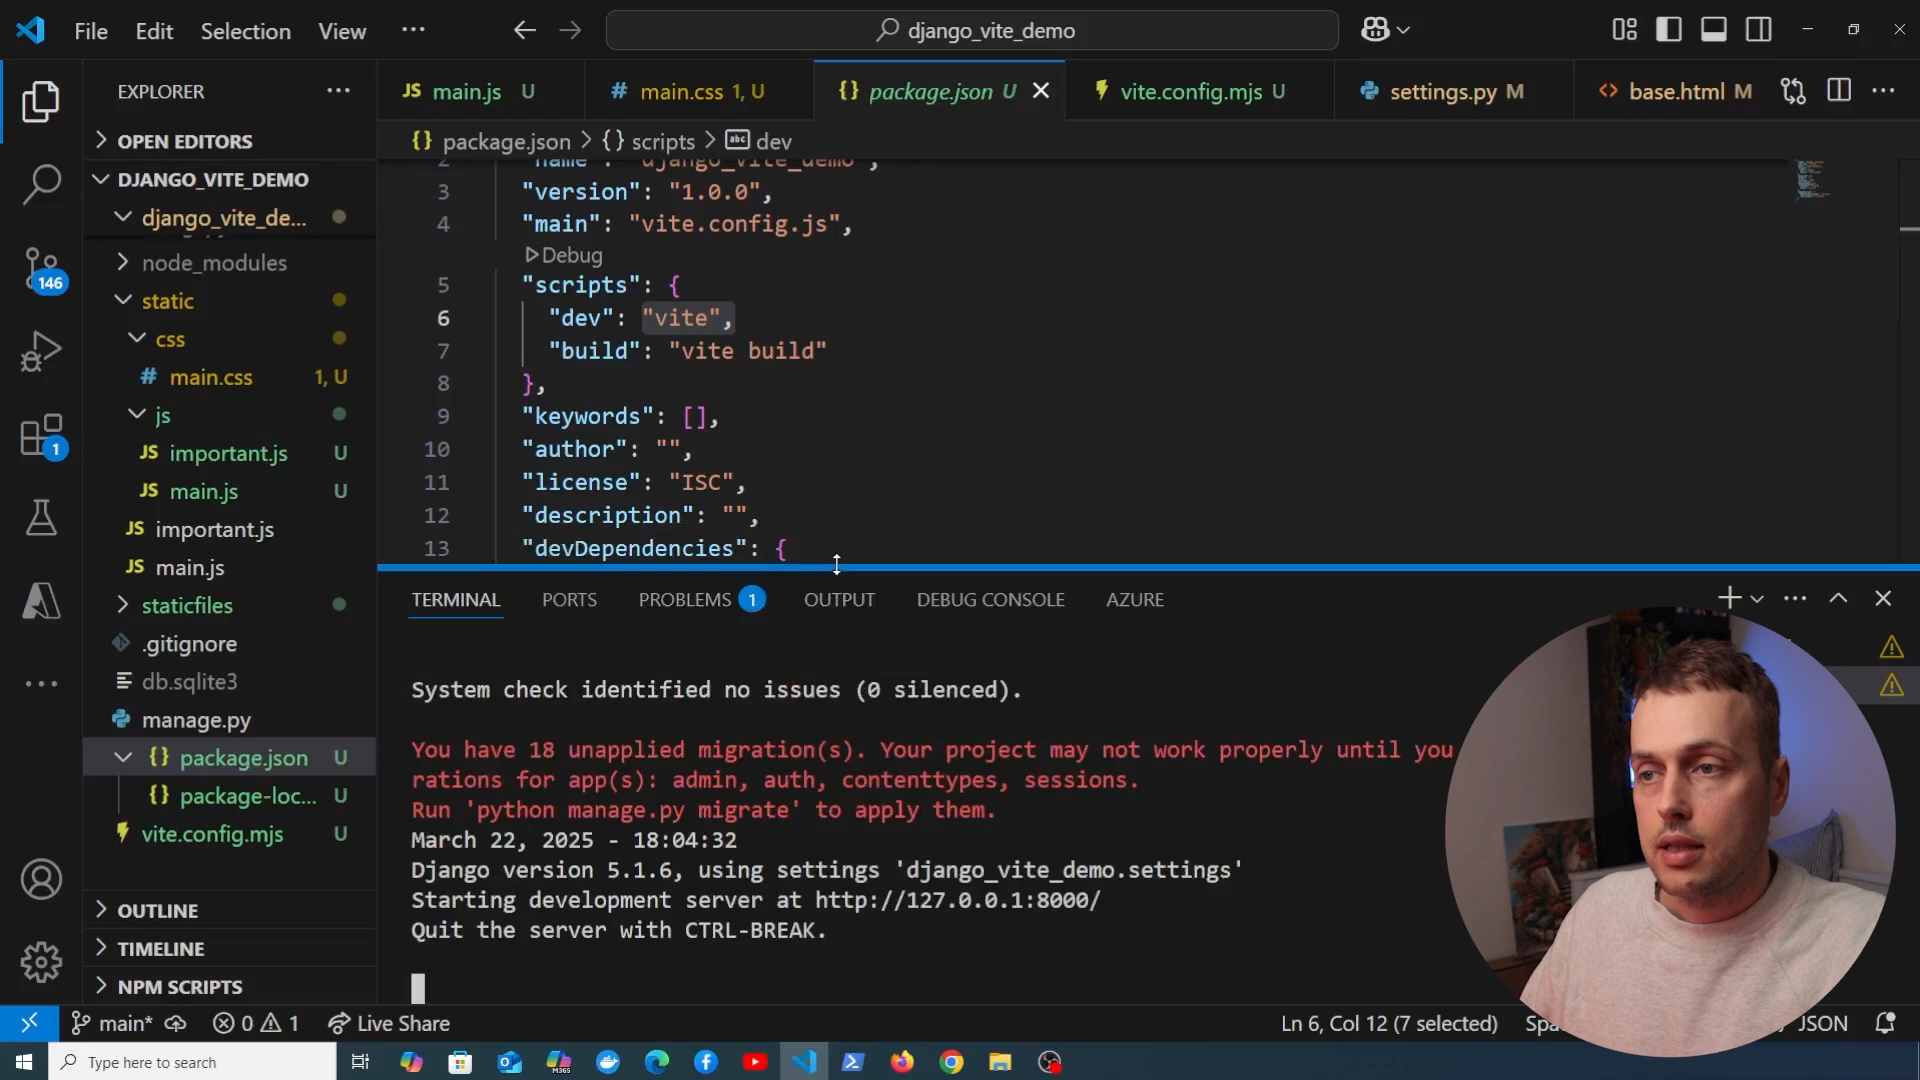 File Edit Selection View ···
django_vite_demo
EXPLORER
OPEN EDITORS
DJANGO_VITE_DEMO
django_vite_de...
node_modules
static
css
# main.css 1, U
js
JS important.js U
JS main.js U
JS important.js
JS main.js
staticfiles
.gitignore
db.sqlite3
manage.py
{} package.json U
{} package-loc... U
vite.config.mjs U
OUTLINE
TIMELINE
NPM SCRIPTS
146
1
JS main.js U
# main.css 1, U
{} package.json U
vite.config.mjs U
settings.py M
<> base.html M
{} package.json > {} scripts > abc dev
2 "name": "django_vite_demo",
3 "version": "1.0.0",
4 "main": "vite.config.js",
Debug
5 "scripts": {
6 "dev": "vite",
7 "build": "vite build"
8 },
9 "keywords": [],
10 "author": "",
11 "license": "ISC",
12 "description": "",
13 "devDependencies": {
TERMINAL PORTS PROBLEMS 1 OUTPUT DEBUG CONSOLE AZURE
System check identified no issues (0 silenced).
You have 18 unapplied migration(s). Your project may not work properly until you
rations for app(s): admin, auth, contenttypes, sessions.
Run 'python manage.py migrate' to apply them.
March 22, 2025 - 18:04:32
Django version 5.1.6, using settings 'django_vite_demo.settings'
Starting development server at http://127.0.0.1:8000/
Quit the server with CTRL-BREAK.
main* 0 1 Live Share
Ln 6, Col 12 (7 selected)
JSON
Type here to search
M365